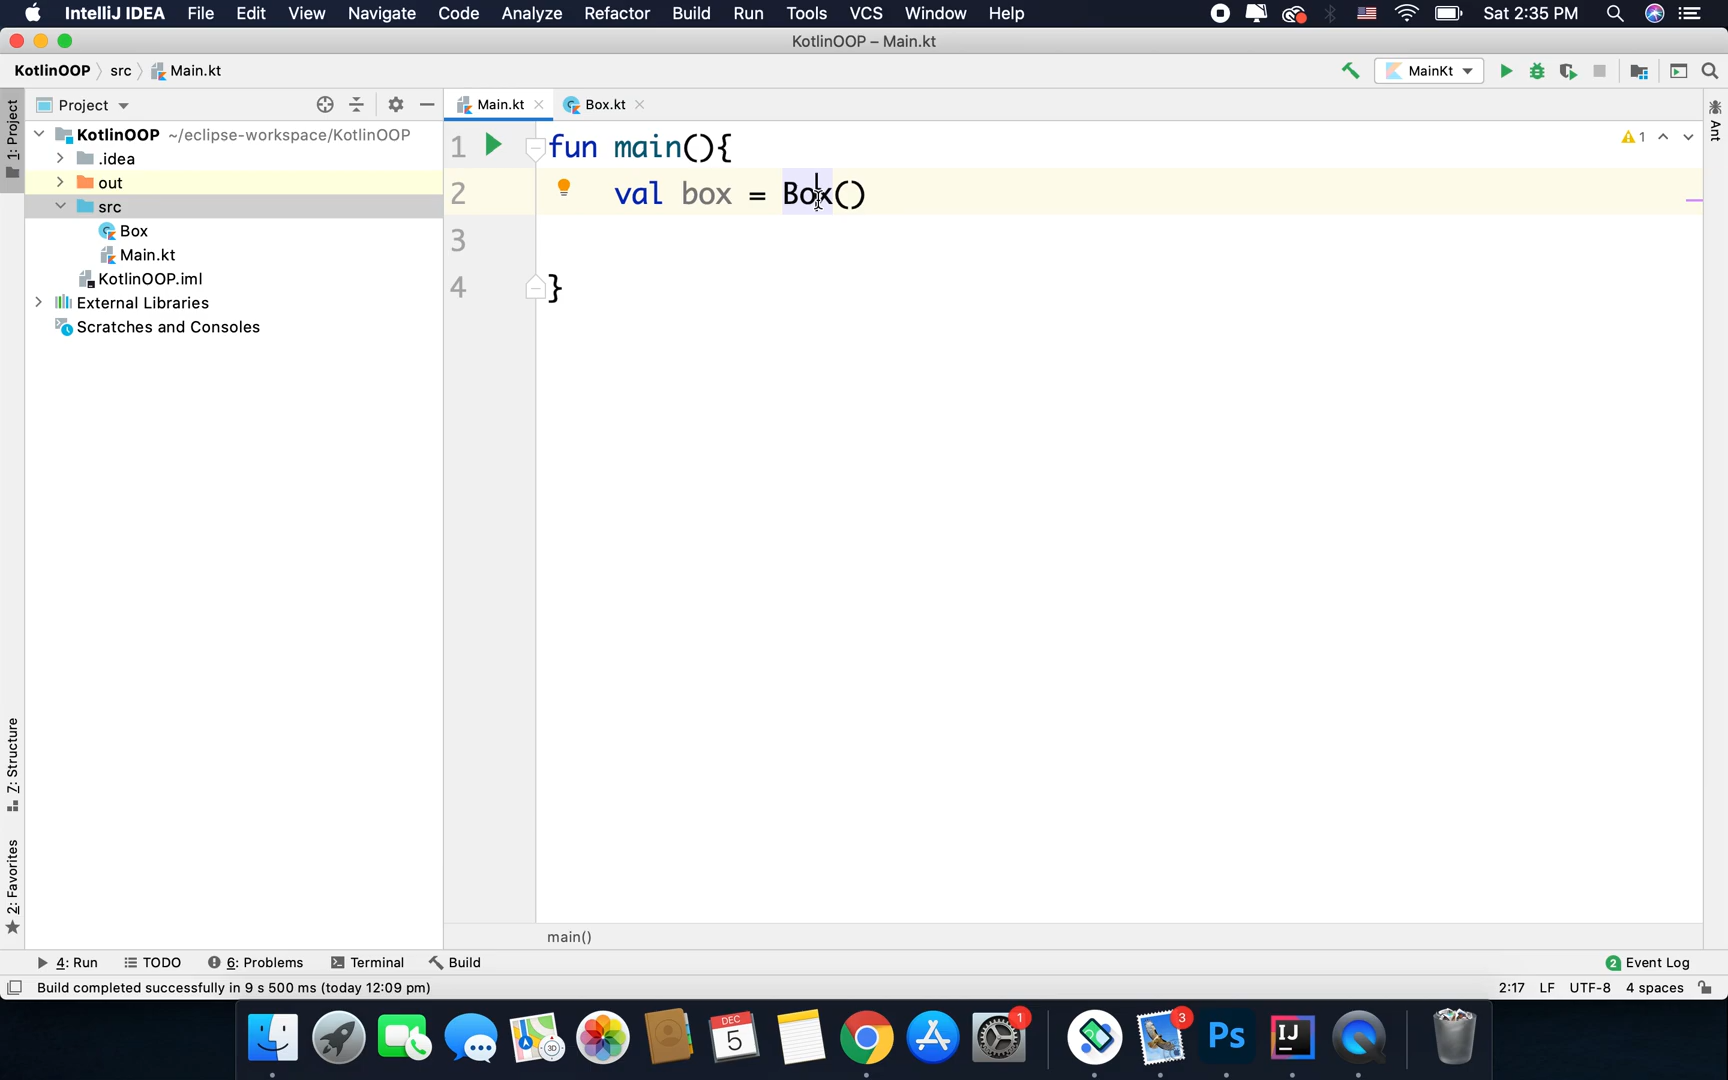 IntelliJ IDEA File Edit View Navigate Code Analyze Refactor Build Run Tools VCS Window Help Sat 2:35 PM
KotlinOOP – Main.kt
KotlinOOP src Main.kt MainKt
1: Project
Project
Main.kt Box.kt
Ant
KotlinOOP ~/eclipse-workspace/KotlinOOP
.idea
out
src
Box
Main.kt
KotlinOOP.iml
External Libraries
Scratches and Consoles
1 fun main(){
2 val box = Box()
3
4 }
1
Z: Structure
2: Favorites
main()
4: Run TODO 6: Problems Terminal Build 2 Event Log
Build completed successfully in 9 s 500 ms (today 12:09 pm) 2:17 LF UTF-8 4 spaces
3D DEC 5 1 3 Ps IJ